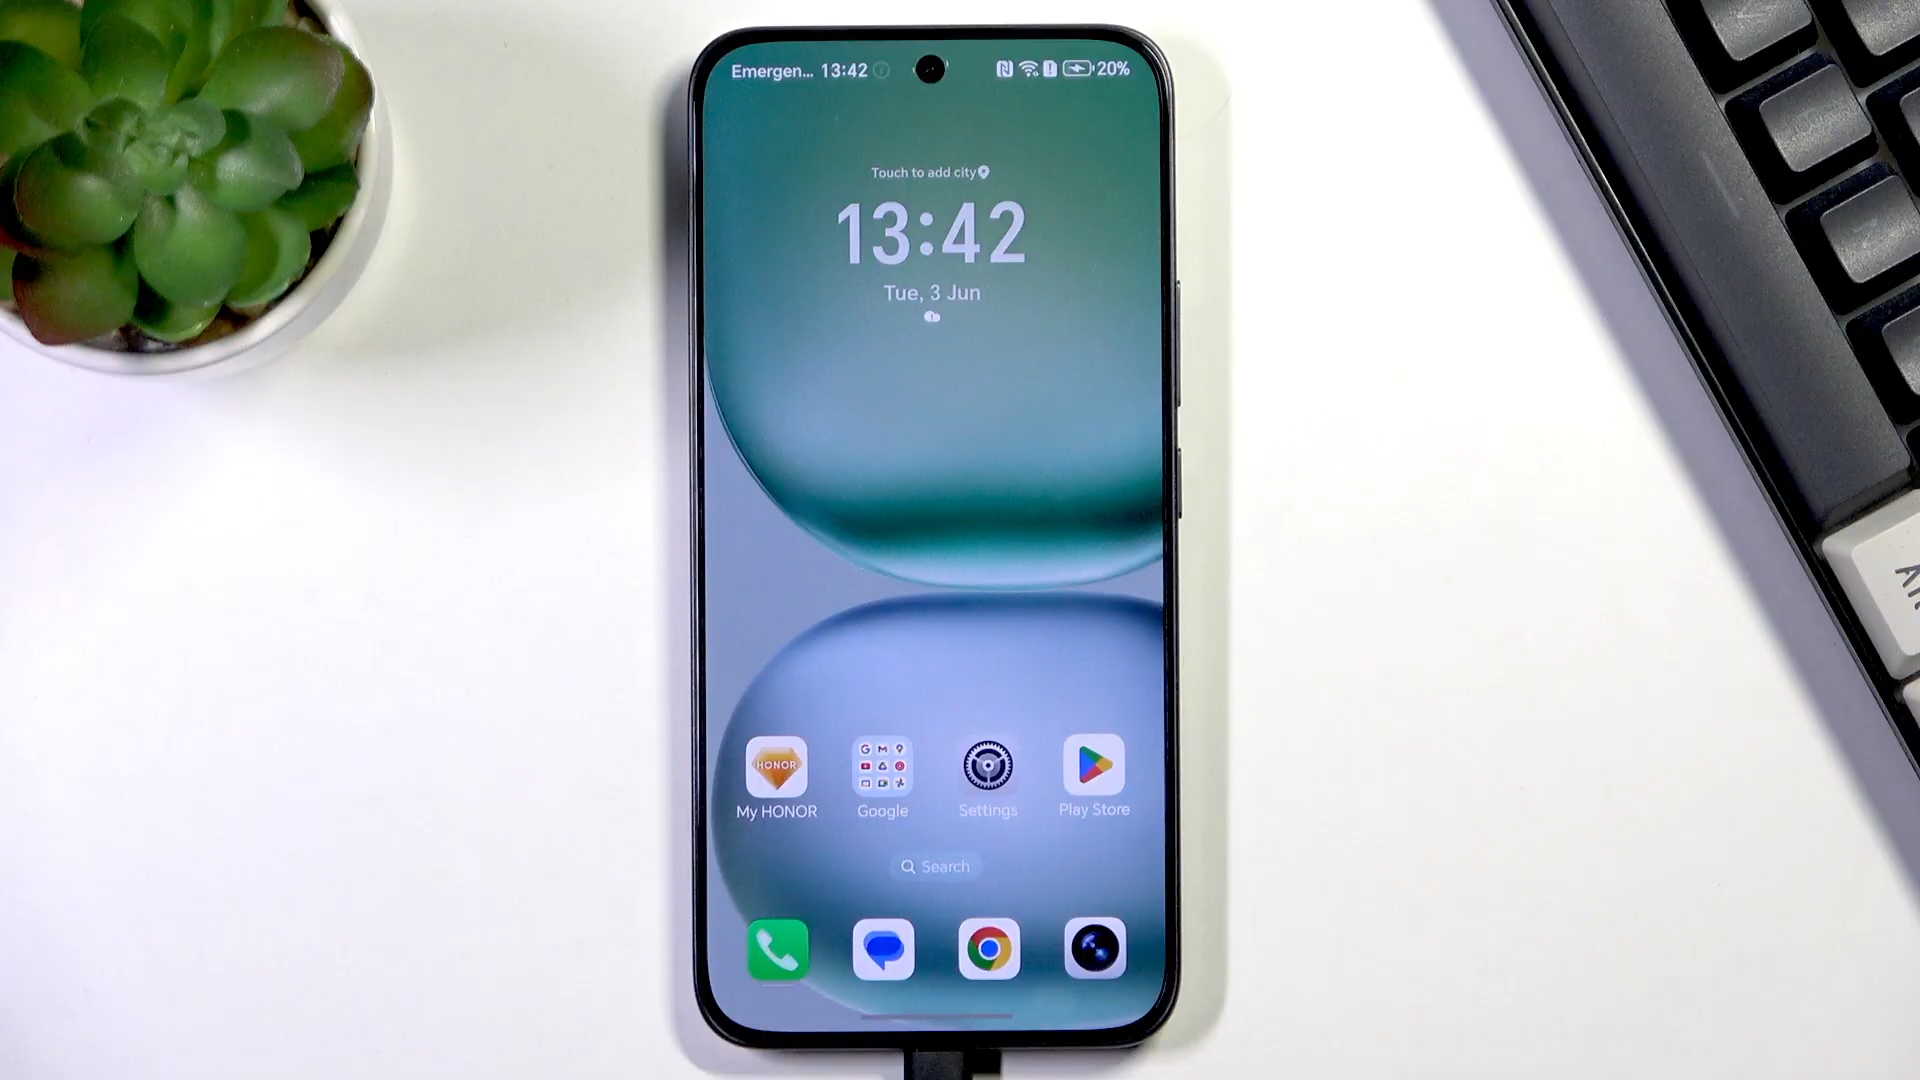 Emergen... 13:42 20%
Touch to add city
13:42
Tue, 3 Jun
HONOR
My HONOR Google Settings Play Store
Search